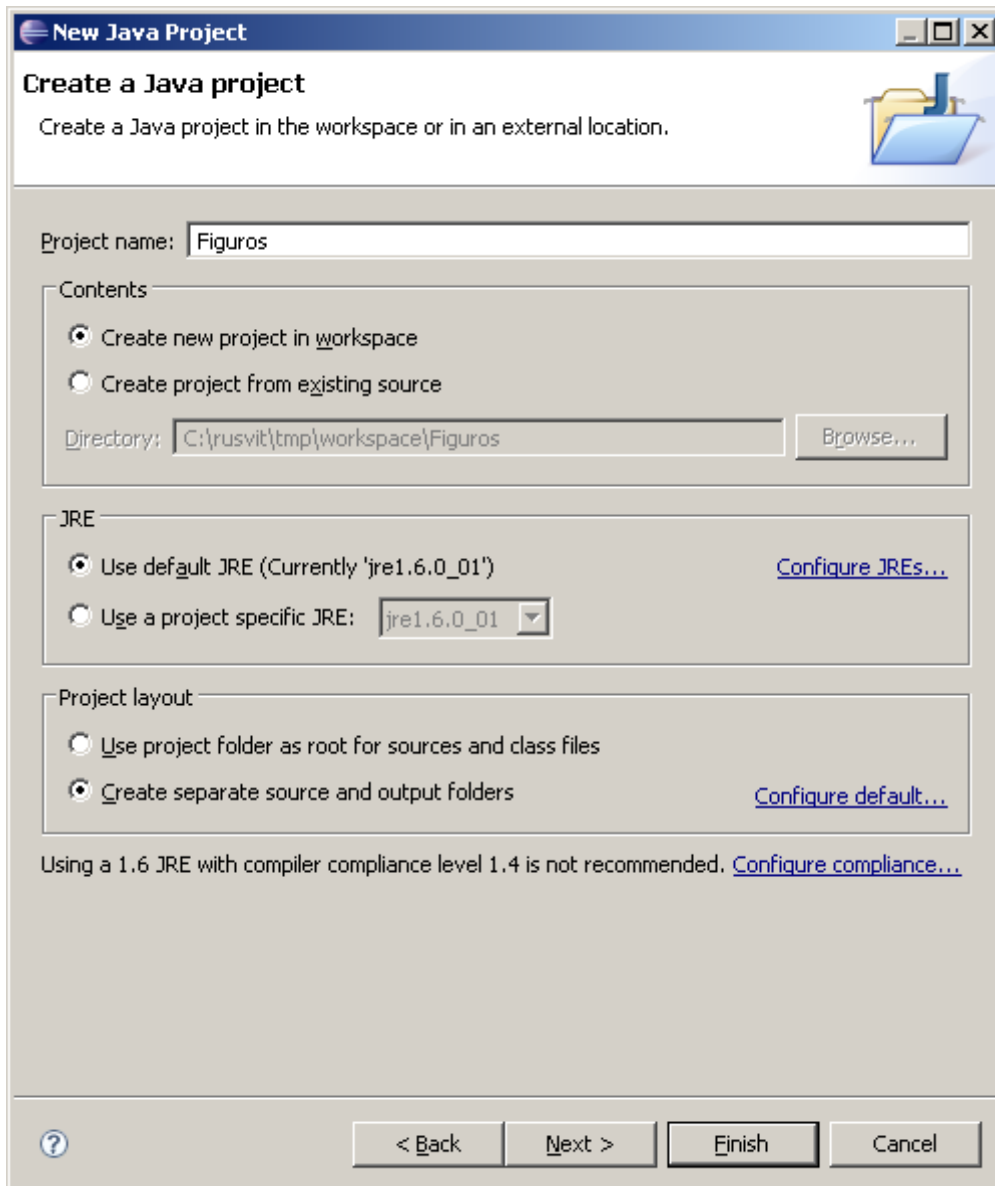 New Java Project
Create a Java project
Create a Java project in the workspace or in an external location.
Project name: Figuros
Contents
Create new project in workspace
Create project from existing source
Directory: C:\rusvit\tmp\workspace\Figuros Browse...
JRE
Use default JRE (Currently 'jre1.6.0_01') Configure JREs...
Use a project specific JRE: jre1.6.0_01
Project layout
Use project folder as root for sources and class files
Create separate source and output folders Configure default...
Using a 1.6 JRE with compiler compliance level 1.4 is not recommended. Configure compliance...
? < Back Next > Finish Cancel